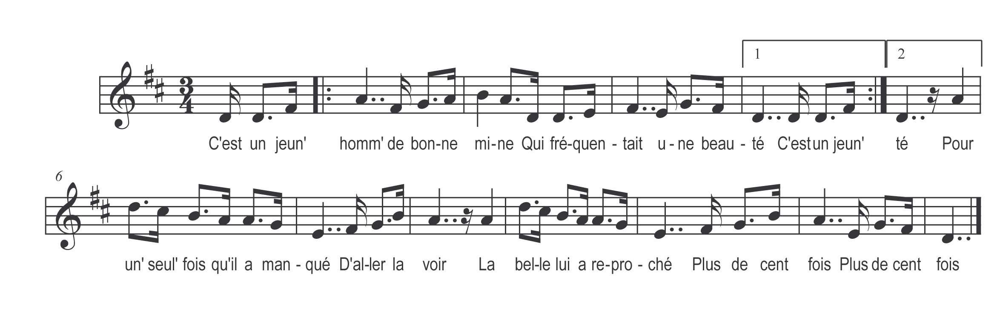 1 2
3
4
C'est un jeun' homm' de bon-ne mi-ne Qui fré-quen - tait u - ne beau - té C'est un jeun' té Pour
6
un' seul' fois qu'il a man - qué D'al-ler la voir La bel-le lui a re-pro - ché Plus de cent fois Plus de cent fois